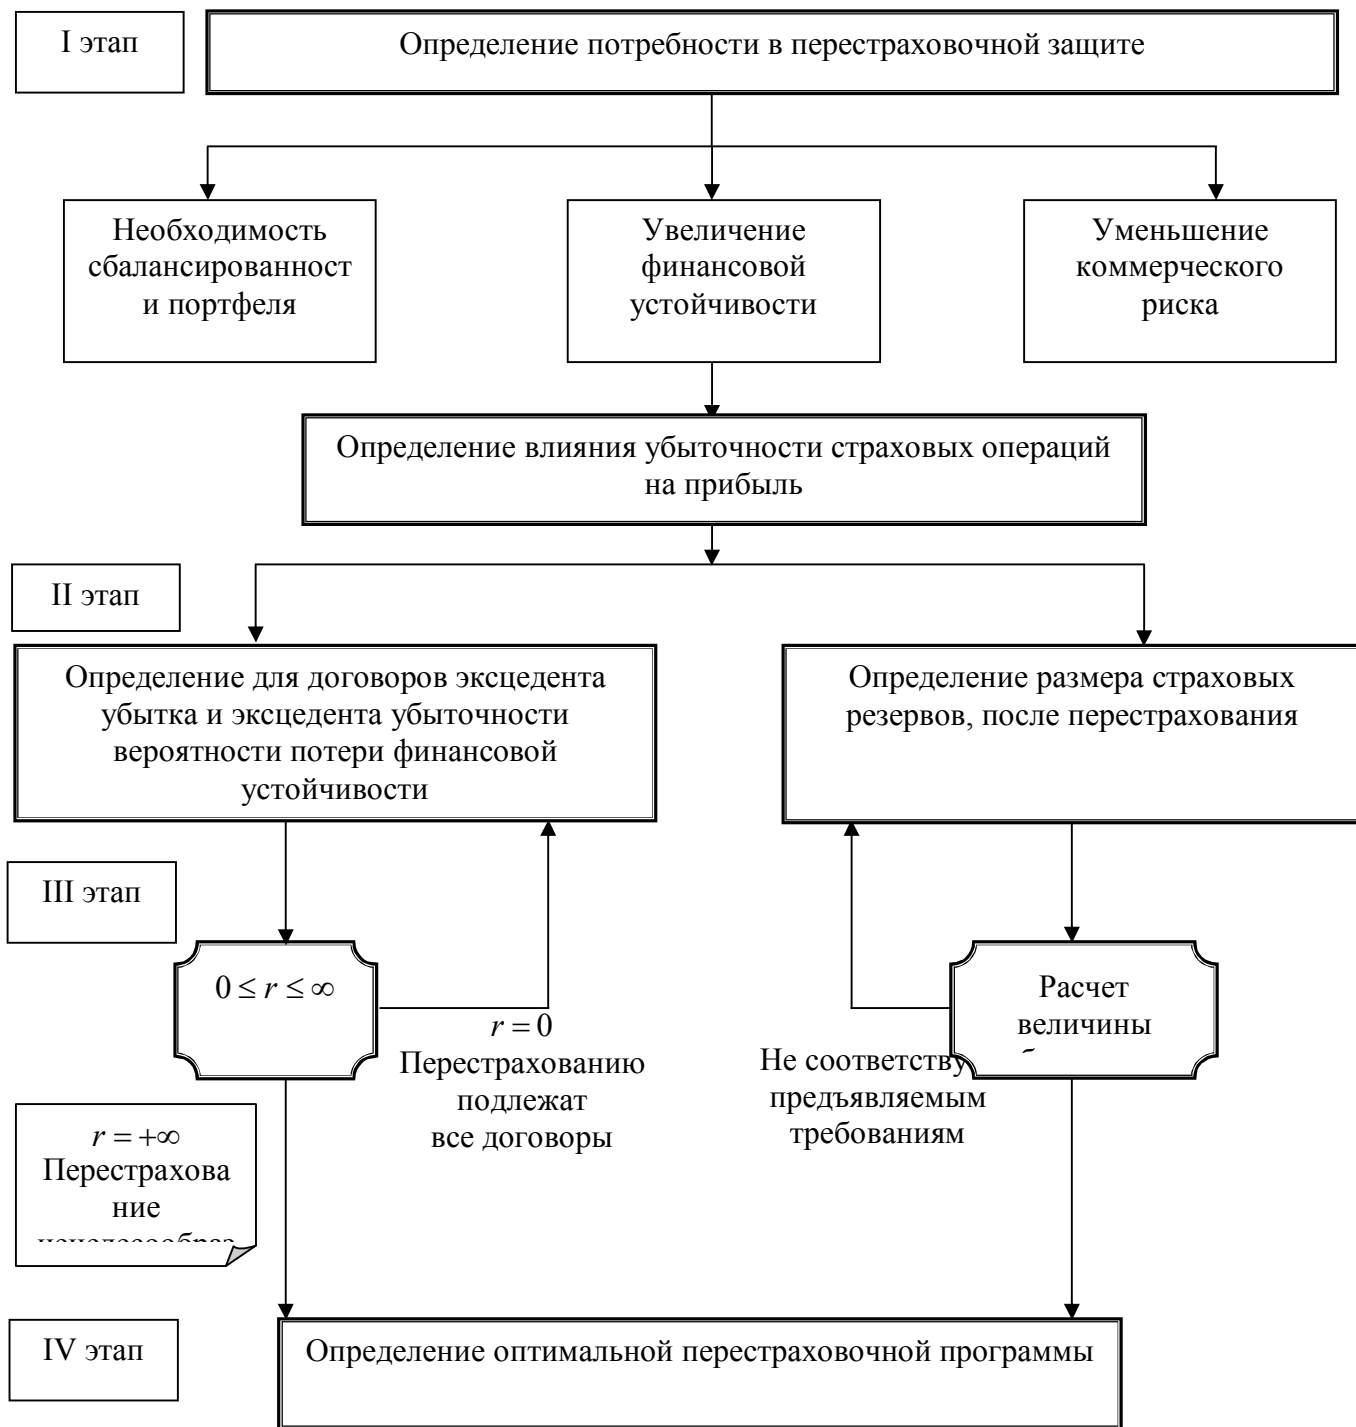 I этап
Определение потребности в перестраховочной защите
Необходимость
сбалансированност
и портфеля
Увеличение
финансовой
устойчивости
Уменьшение
коммерческого
риска
Определение влияния убыточности страховых операций
на прибыль
II этап
Определение для договоров эксцедента
убытка и эксцедента убыточности
вероятности потери финансовой
устойчивости
Определение размера страховых
резервов, после перестрахования
III этап
0 ≤ r ≤ ∞
r = 0
Перестрахованию
подлежат
все договоры
Расчет
величины
Не соответству
предъявляемым
требованиям
r = +∞
Перестрахова
ние
IV этап
Определение оптимальной перестраховочной программы